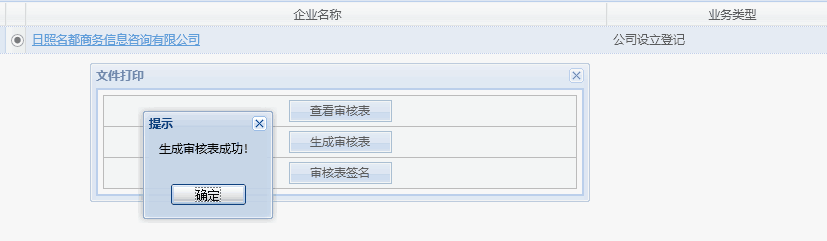 企业名称 业务类型
日照名都商务信息咨询有限公司 公司设立登记
文件打印
查看审核表
提示
生成审核表成功！
生成审核表
审核表签名
确定